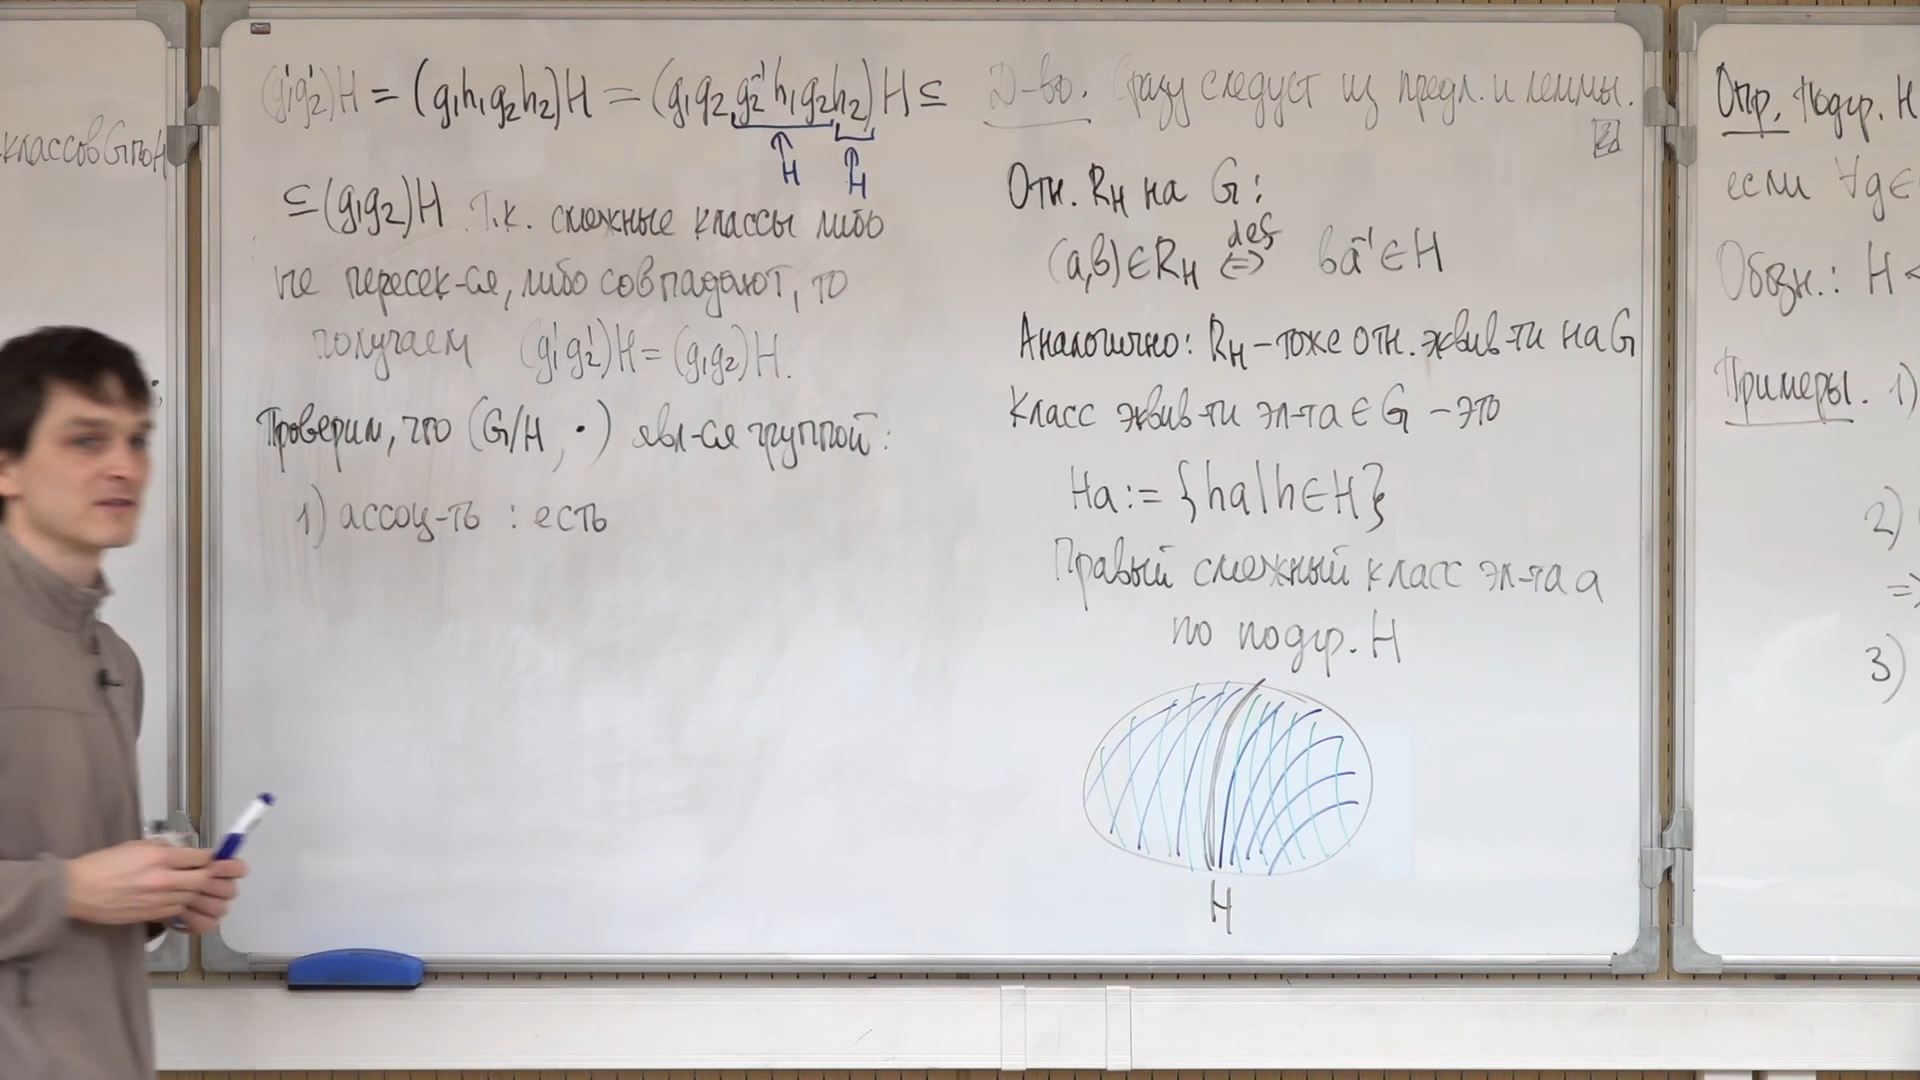 классов G по H
(g₁'g₂')H = (g₁h₁g₂h₂)H = (g₁g₂g₂⁻¹h₁g₂h₂)H ⊆
H H
⊆ (g₁g₂)H. Т.к. смежные классы либо
не пересек-ся, либо совпадают, то
получаем (g₁'g₂')H = (g₁g₂)H.
Проверим, что (G/H, ·) явл-ся группой:
1) ассоц-ть : есть
Д-во. Сразу следует из предл. и леммы.
Отн. R_H на G:
(a,b)∈R_H ⇔ def ba⁻¹∈H
Аналогично: R_H – тоже отн. эквив-ти на G
Класс эквив-ти эл-та a∈G – это
Ha := {ha|h∈H}
Правый смежный класс эл-та a
по подгр. H
H
Опр. Подгр. H
если ∀g∈
Обозн.: H
Примеры. 1)
2)
⇒
3)